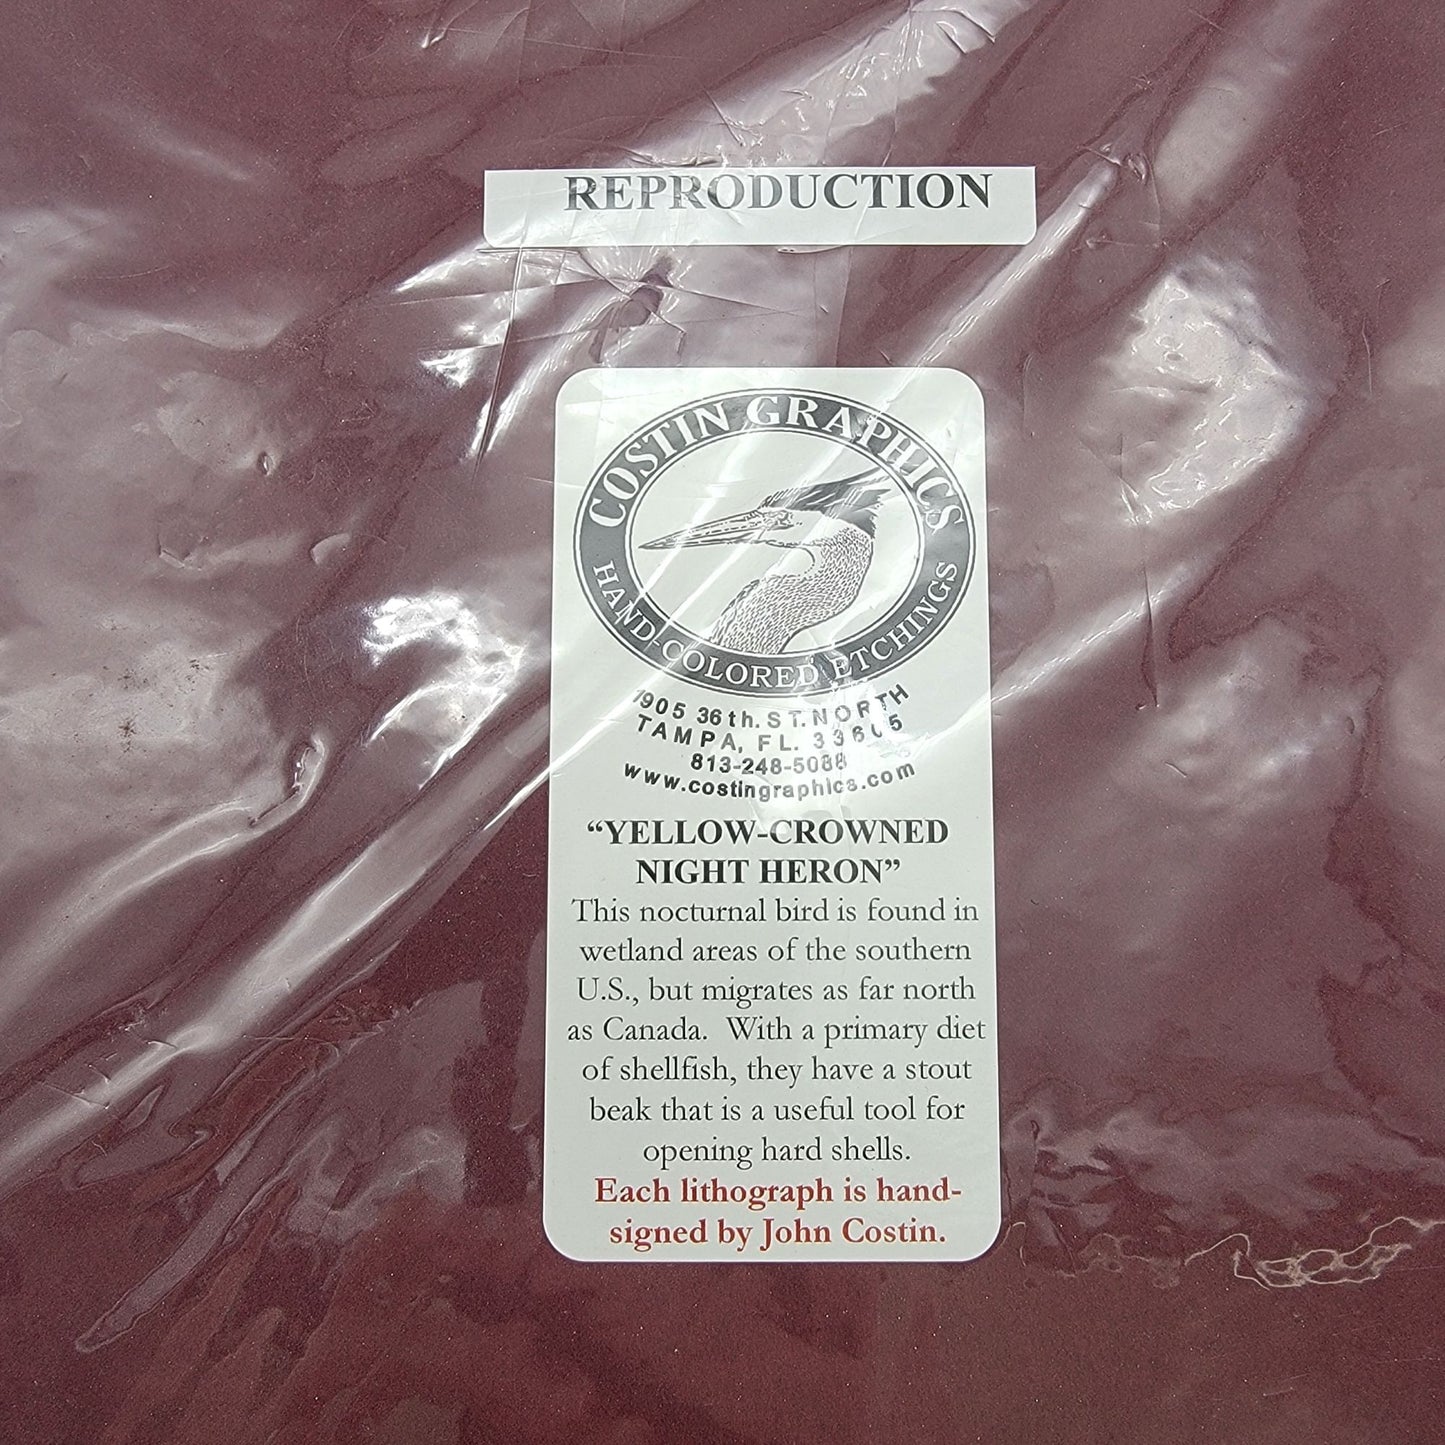 REPRODUCTION
COSTIN GRAPHICS
HAND-COLORED ETCHINGS
1905 36th. ST. NORTH
TAMPA, FL. 33605
813-248-5088
www.costingraphics.com
“YELLOW-CROWNED
NIGHT HERON”
This nocturnal bird is found in
wetland areas of the southern
U.S., but migrates as far north
as Canada. With a primary diet
of shellfish, they have a stout
beak that is a useful tool for
opening hard shells.
Each lithograph is hand-
signed by John Costin.